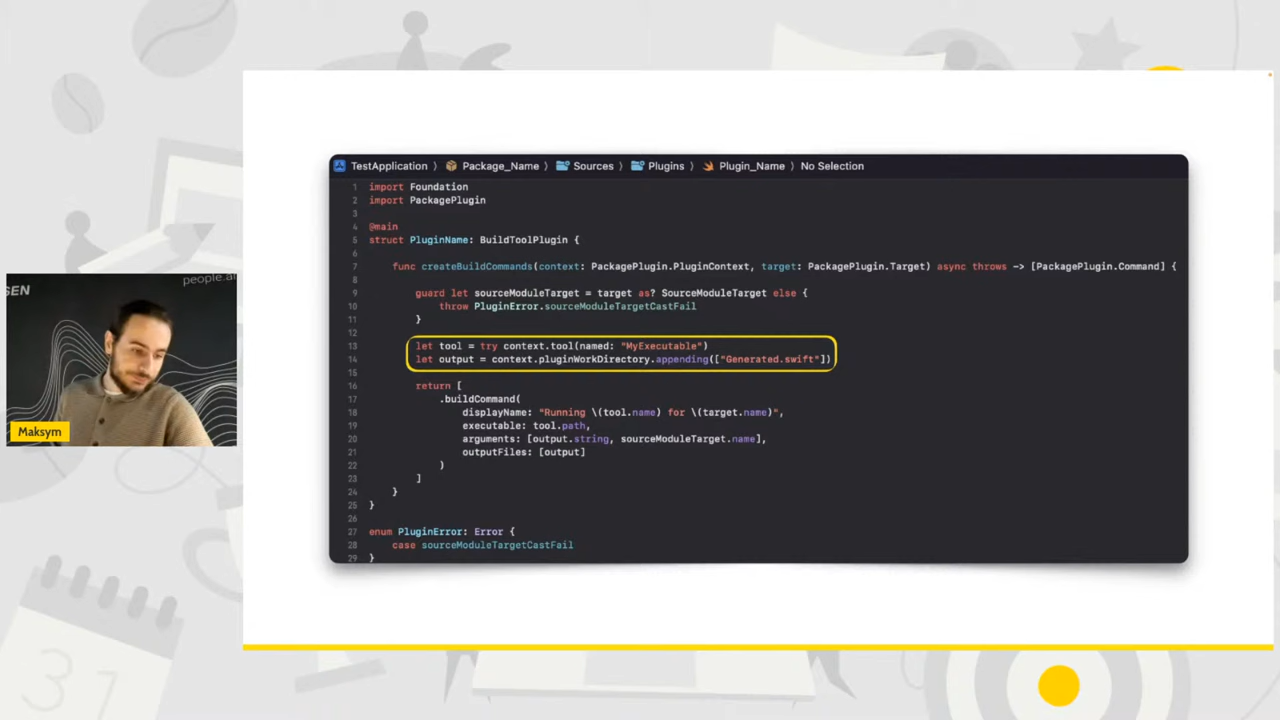 TestApplication 〉 Package_Name 〉 Sources 〉 Plugins 〉 Plugin_Name 〉 No Selection
1 import Foundation
2 import PackagePlugin
3
4 @main
5 struct PluginName: BuildToolPlugin {
6
7 func createBuildCommands(context: PackagePlugin.PluginContext, target: PackagePlugin.Target) async throws -> [PackagePlugin.Command] {
8
9 guard let sourceModuleTarget = target as? SourceModuleTarget else {
10 throw PluginError.sourceModuleTargetCastFail
11 }
12
13 let tool = try context.tool(named: "MyExecutable")
14 let output = context.pluginWorkDirectory.appending(["Generated.swift"])
15
16 return [
17 .buildCommand(
18 displayName: "Running \(tool.name) for \(target.name)",
19 executable: tool.path,
20 arguments: [output.string, sourceModuleTarget.name],
21 outputFiles: [output]
22 )
23 ]
24 }
25 }
26
27 enum PluginError: Error {
28 case sourceModuleTargetCastFail
29 }
people.ai
SEN
Maksym
31